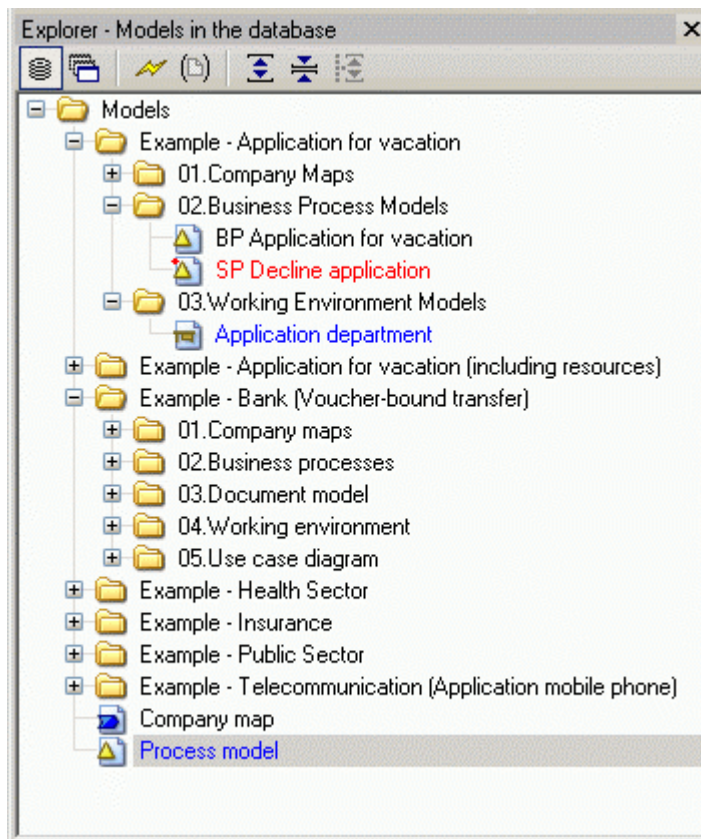 Explorer - Models in the database
Models
Example - Application for vacation
01.Company Maps
02.Business Process Models
BP Application for vacation
SP Decline application
03.Working Environment Models
Application department
Example - Application for vacation (including resources)
Example - Bank (Voucher-bound transfer)
01.Company maps
02.Business processes
03.Document model
04.Working environment
05.Use case diagram
Example - Health Sector
Example - Insurance
Example - Public Sector
Example - Telecommunication (Application mobile phone)
Company map
Process model